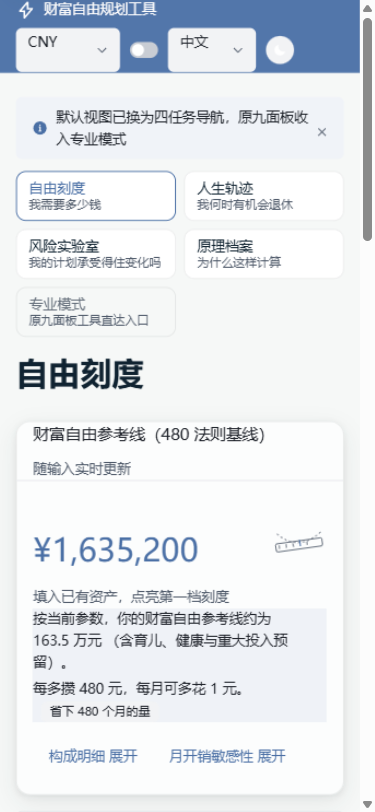 财富自由规划工具
CNY
中文
默认视图已换为四任务导航，原九面板收
入专业模式
自由刻度
我需要多少钱
人生轨迹
我何时有机会退休
风险实验室
我的计划承受得住变化吗
原理档案
为什么这样计算
专业模式
原九面板工具直达入口
自由刻度
财富自由参考线（480 法则基线）
随输入实时更新
¥1,635,200
填入已有资产，点亮第一档刻度
按当前参数，你的财富自由参考线约为
163.5 万元 （含育儿、健康与重大投入预
留）。
每多攒 480 元，每月可多花 1 元。
省下 480 个月的量
构成明细 展开
月开销敏感性 展开